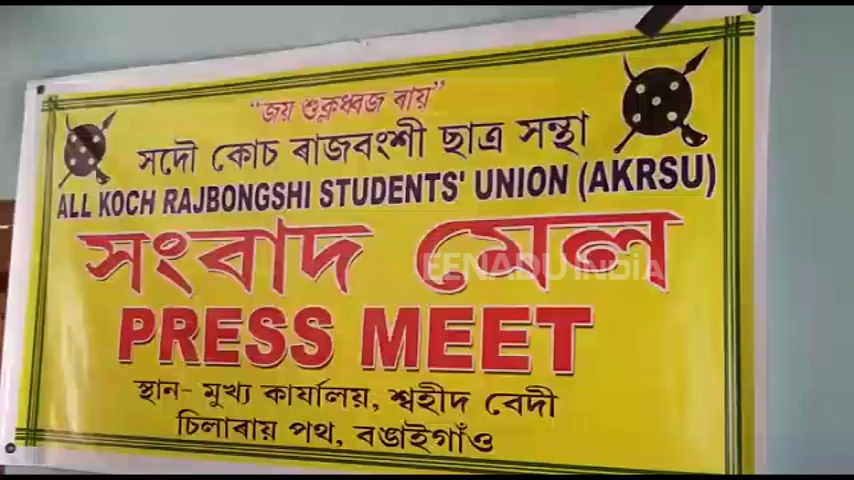 "জয় শুক্লধ্বজ ৰায়"
সদৌ কোচ ৰাজবংশী ছাত্ৰ সন্থা
ALL KOCH RAJBONGSHI STUDENTS' UNION (AKRSU)
সংবাদ মেল
EENADU INDIA
PRESS MEET
স্থান- মুখ্য কাৰ্যালয়, শ্বহীদ বেদী
চিলাৰায় পথ, বঙাইগাঁও